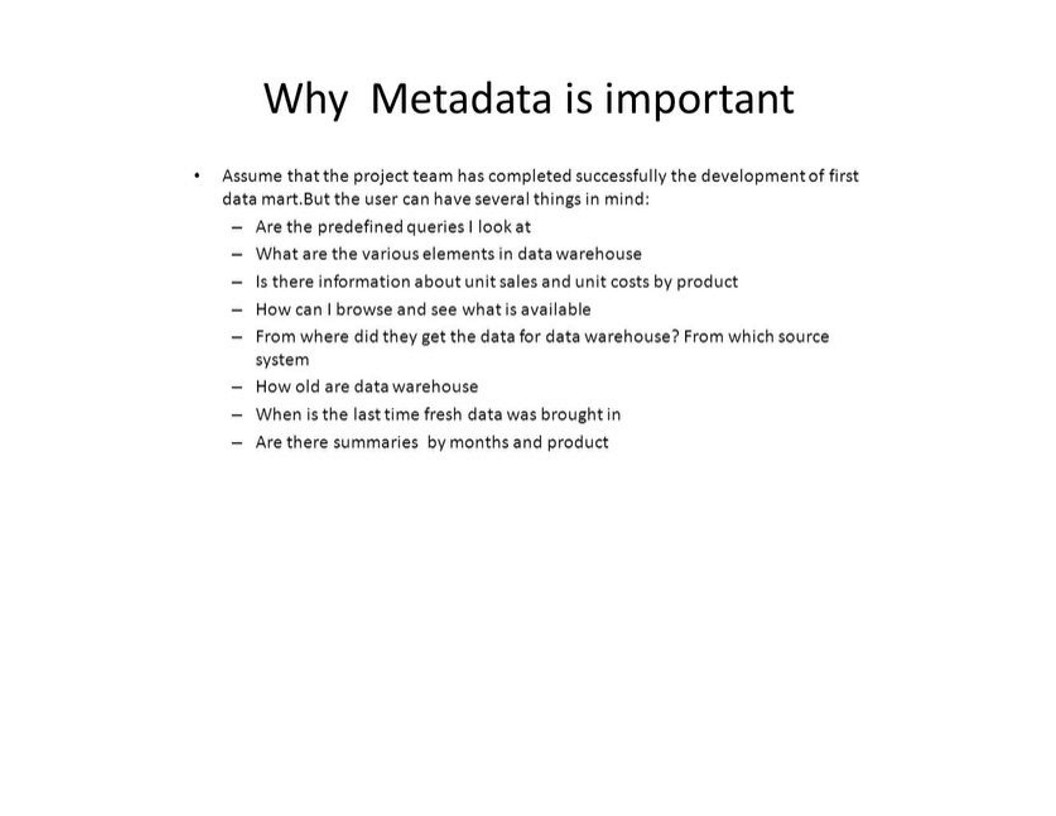 Why  Metadata is important
• Assume that the project team has completed successfully the development of first
data mart.But the user can have several things in mind:
– Are the predefined queries I look at
– What are the various elements in data warehouse
– Is there information about unit sales and unit costs by product
– How can I browse and see what is available
– From where did they get the data for data warehouse? From which source
system
– How old are data warehouse
– When is the last time fresh data was brought in
– Are there summaries  by months and product